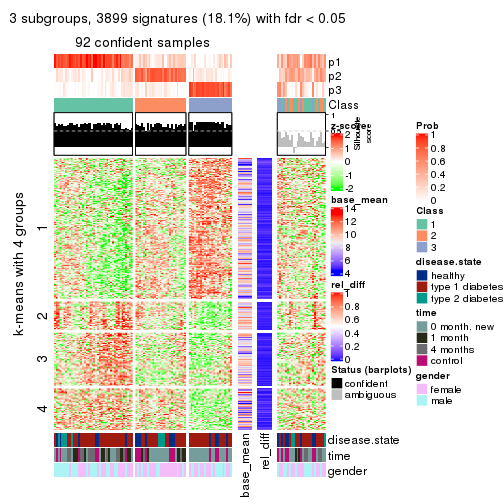 3 subgroups, 3899 signatures (18.1%) with fdr < 0.05
92 confident samples
p1
p2
p3
Class
1
0.5
0
Silhouette
score
k-means with 4 groups
1
2
3
4
base_mean
rel_diff
disease.state
time
gender
z-score
2
1
0
-1
-2
base_mean
14
12
10
8
6
4
rel_diff
1
0.8
0.6
0.4
0.2
0
Status (barplots)
confident
ambiguous
Prob
1
0.8
0.6
0.4
0.2
0
Class
1
2
3
disease.state
healthy
type 1 diabetes
type 2 diabetes
time
0 month. new
1 month
4 months
control
gender
female
male